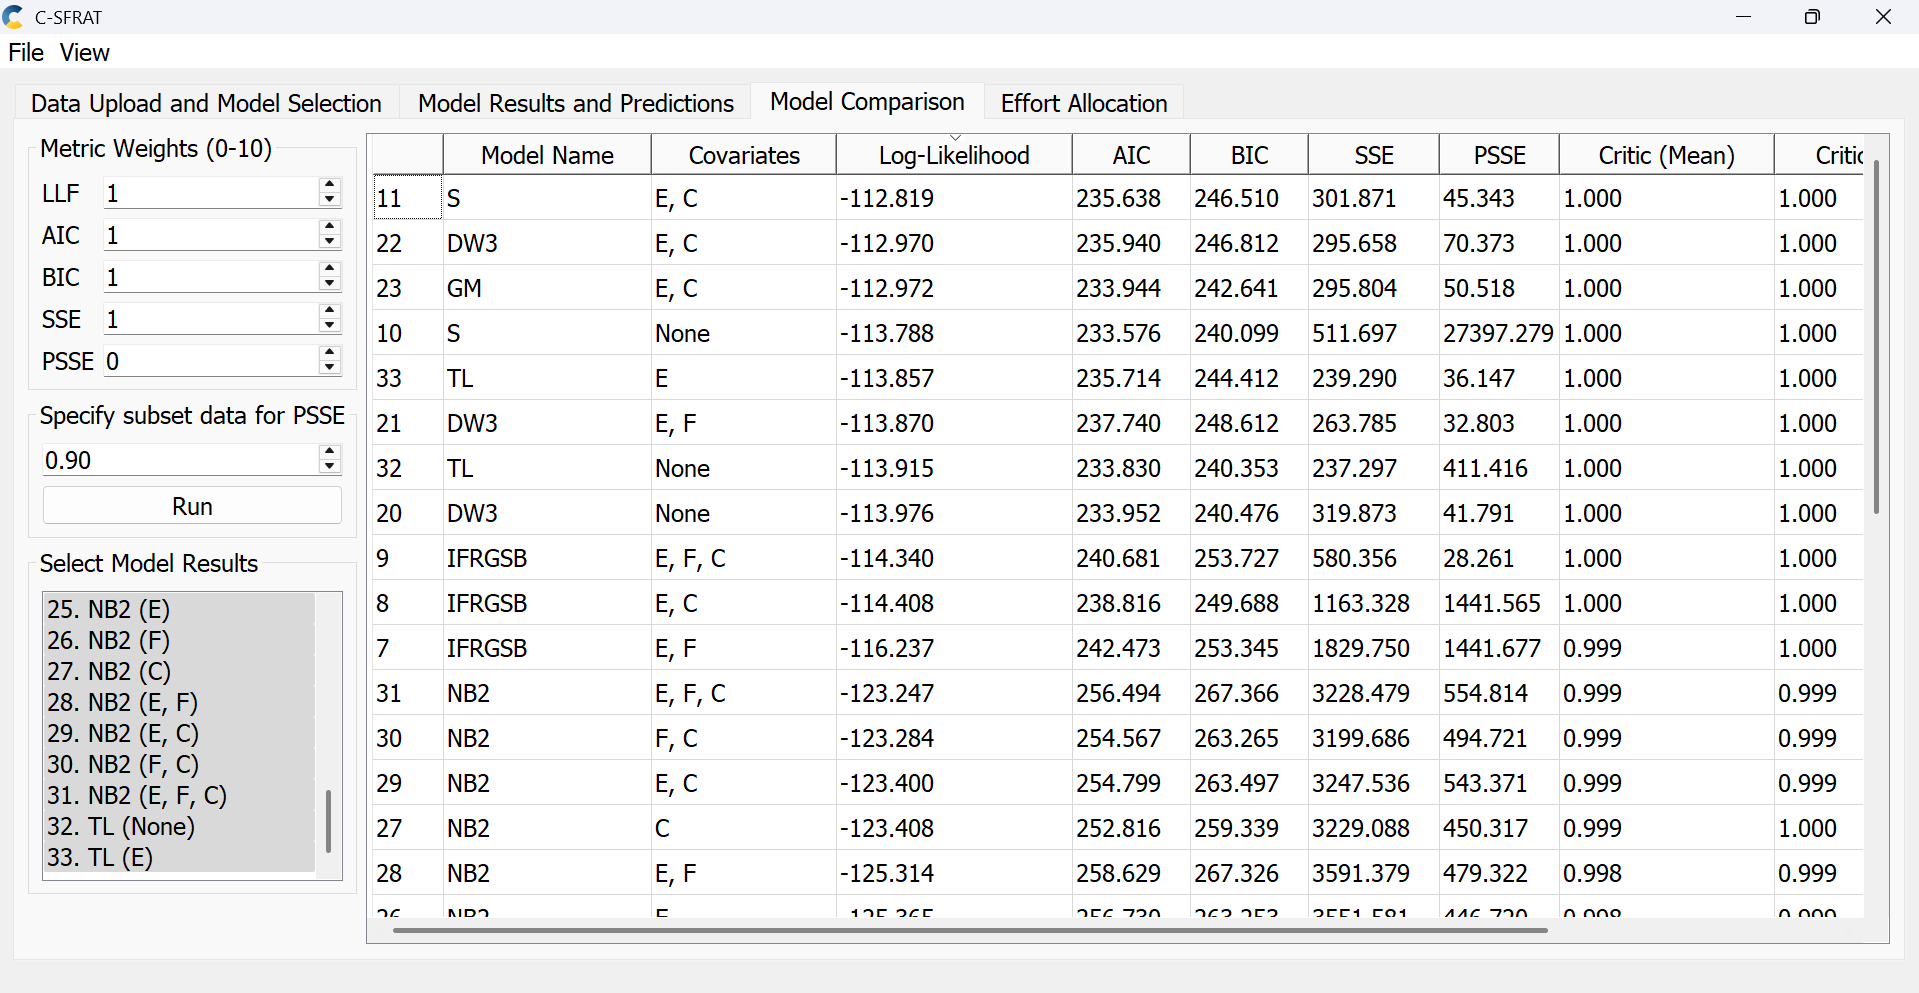 C-SFRAT
File View
Data Upload and Model Selection Model Results and Predictions Model Comparison Effort Allocation
Metric Weights (0-10)
LLF 1
AIC 1
BIC 1
SSE 1
PSSE 0
Specify subset data for PSSE
0.90
Run
Select Model Results
25. NB2 (E)
26. NB2 (F)
27. NB2 (C)
28. NB2 (E, F)
29. NB2 (E, C)
30. NB2 (F, C)
31. NB2 (E, F, C)
32. TL (None)
33. TL (E)
Model Name Covariates Log-Likelihood AIC BIC SSE PSSE Critic (Mean) Critic
11 S E, C -112.819 235.638 246.510 301.871 45.343 1.000 1.000
22 DW3 E, C -112.970 235.940 246.812 295.658 70.373 1.000 1.000
23 GM E, C -112.972 233.944 242.641 295.804 50.518 1.000 1.000
10 S None -113.788 233.576 240.099 511.697 27397.279 1.000 1.000
33 TL E -113.857 235.714 244.412 239.290 36.147 1.000 1.000
21 DW3 E, F -113.870 237.740 248.612 263.785 32.803 1.000 1.000
32 TL None -113.915 233.830 240.353 237.297 411.416 1.000 1.000
20 DW3 None -113.976 233.952 240.476 319.873 41.791 1.000 1.000
9 IFRGSB E, F, C -114.340 240.681 253.727 580.356 28.261 1.000 1.000
8 IFRGSB E, C -114.408 238.816 249.688 1163.328 1441.565 1.000 1.000
7 IFRGSB E, F -116.237 242.473 253.345 1829.750 1441.677 0.999 1.000
31 NB2 E, F, C -123.247 256.494 267.366 3228.479 554.814 0.999 0.999
30 NB2 F, C -123.284 254.567 263.265 3199.686 494.721 0.999 0.999
29 NB2 E, C -123.400 254.799 263.497 3247.536 543.371 0.999 0.999
27 NB2 C -123.408 252.816 259.339 3229.088 450.317 0.999 1.000
28 NB2 E, F -125.314 258.629 267.326 3591.379 479.322 0.998 0.999
26 NB2 -125.365 256.730 263.253 3551.581 446.720 0.998 0.999